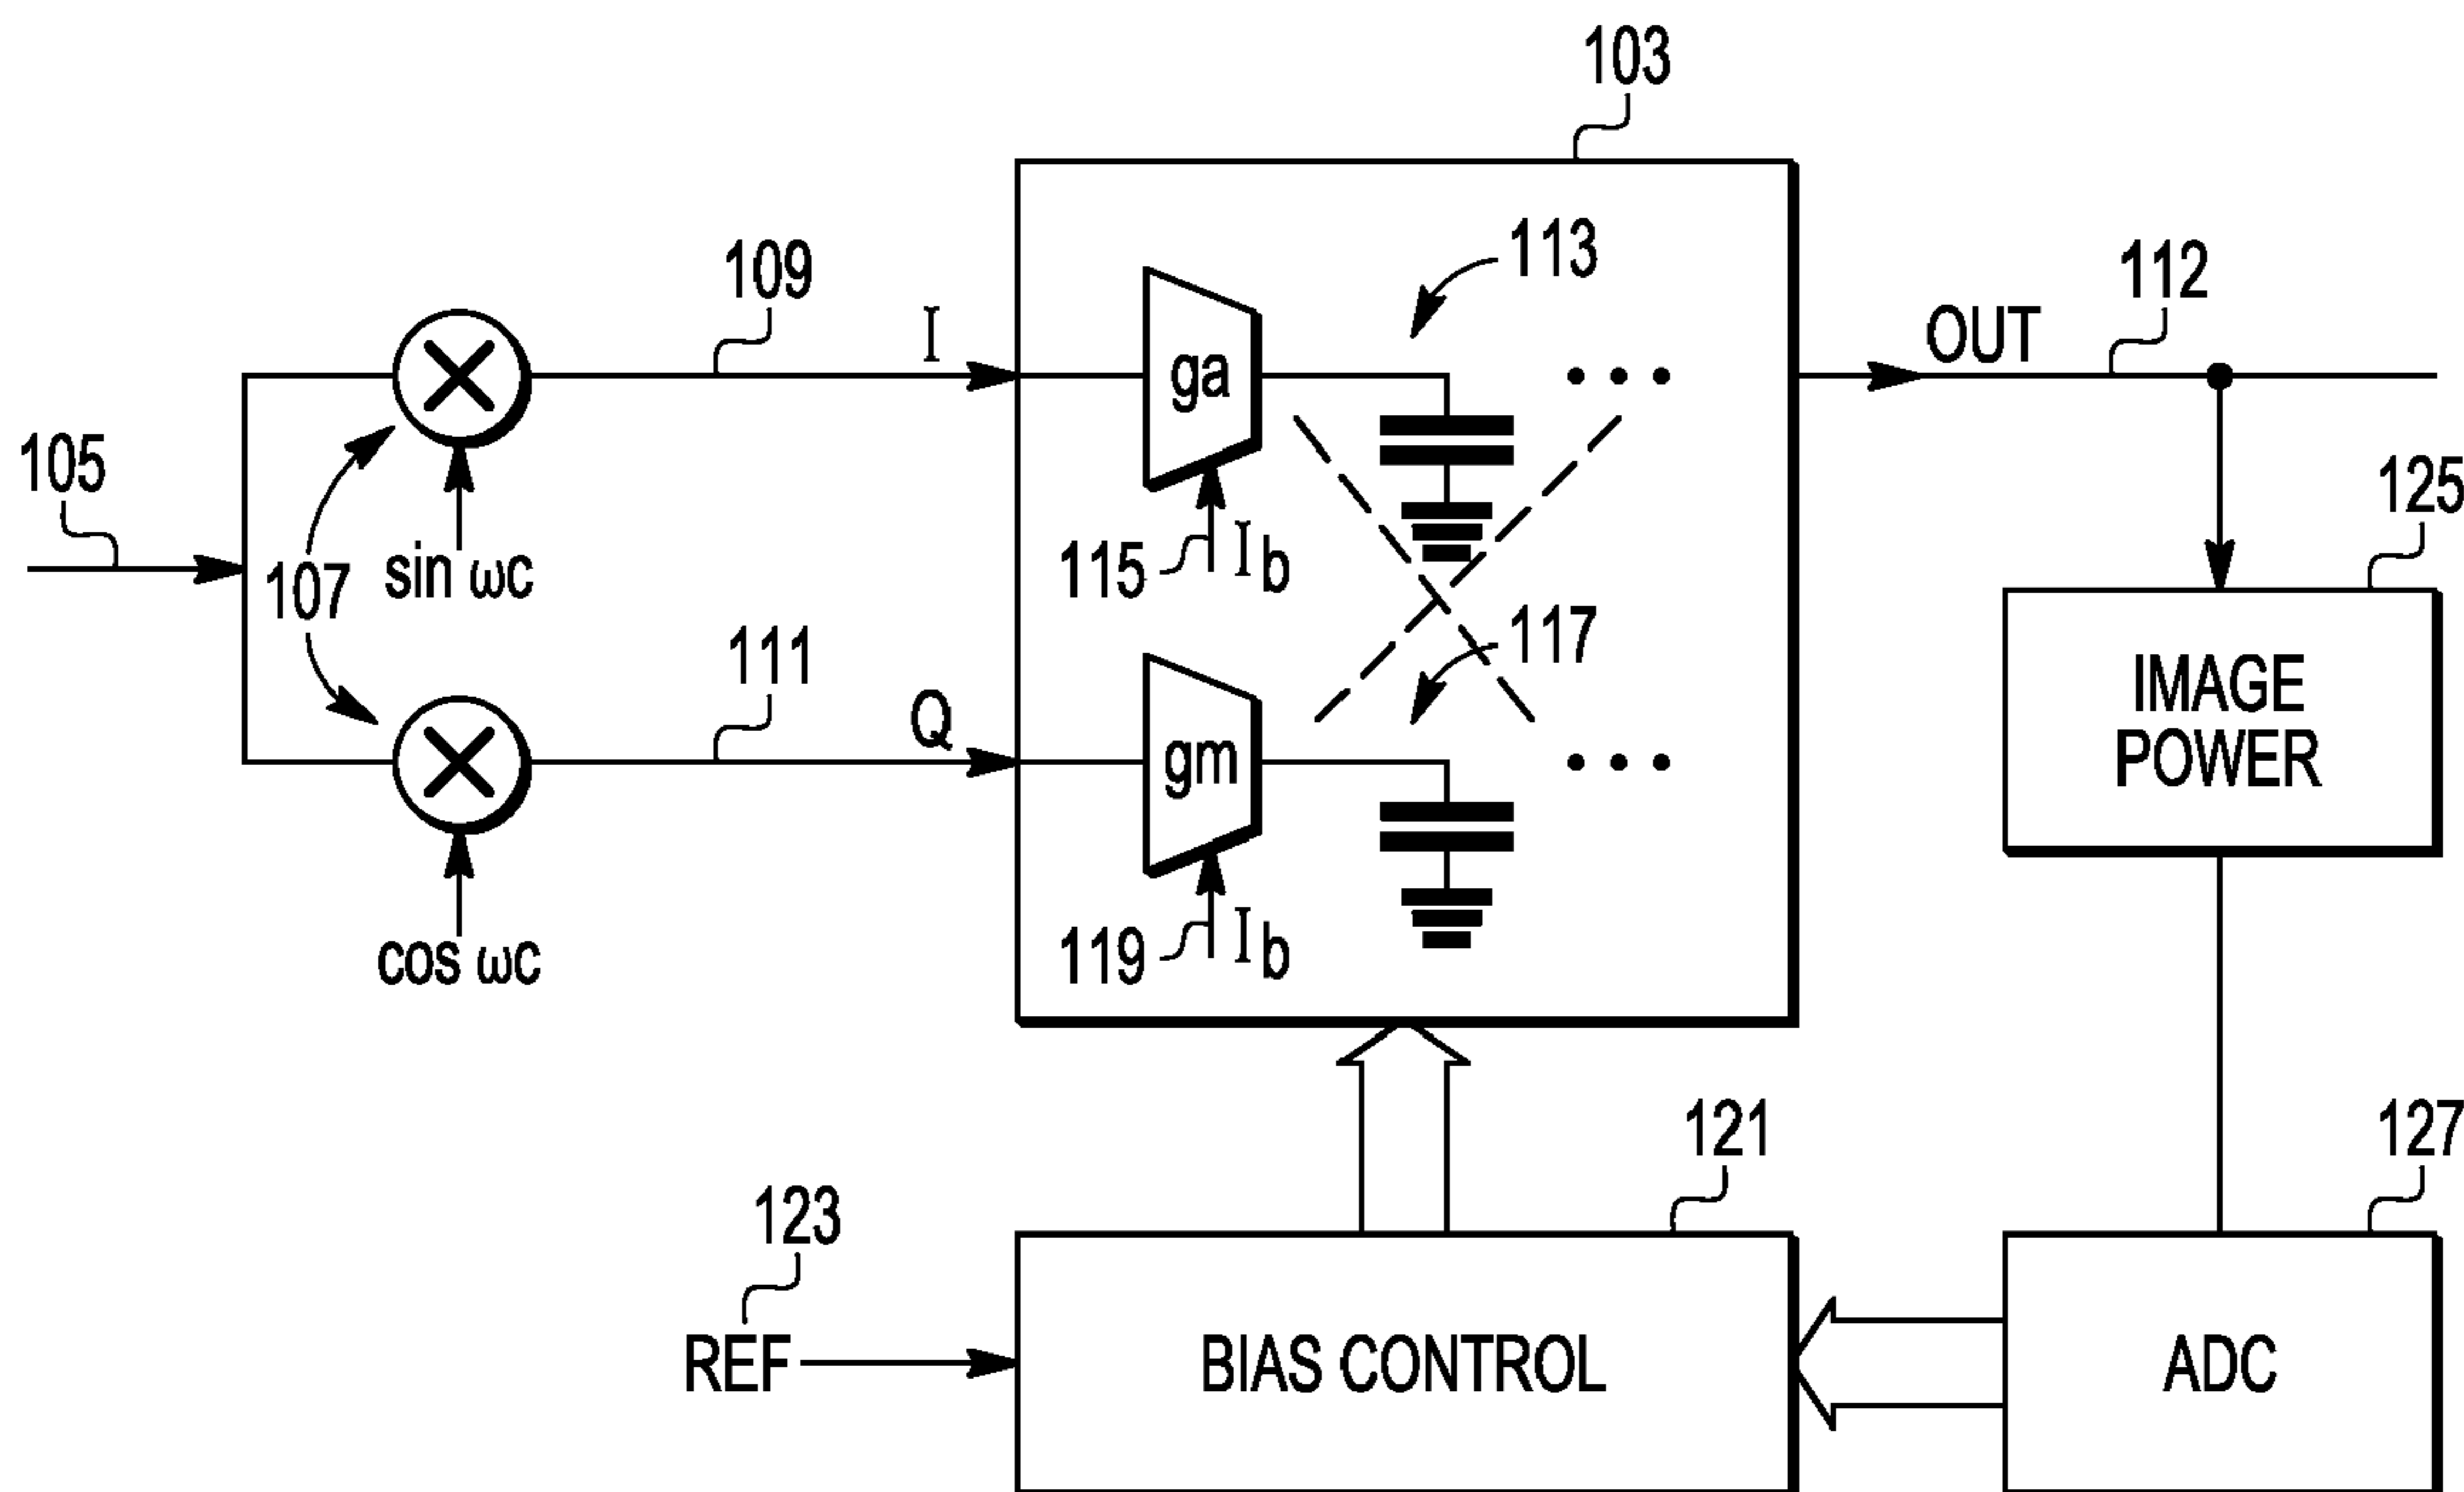 103
109
I
113
112
OUT
ga
105
125
107
sin ωc
115
Ib
111
117
Q
IMAGE
POWER
gm
119
Ib
cos ωc
121
127
123
REF
BIAS CONTROL
ADC